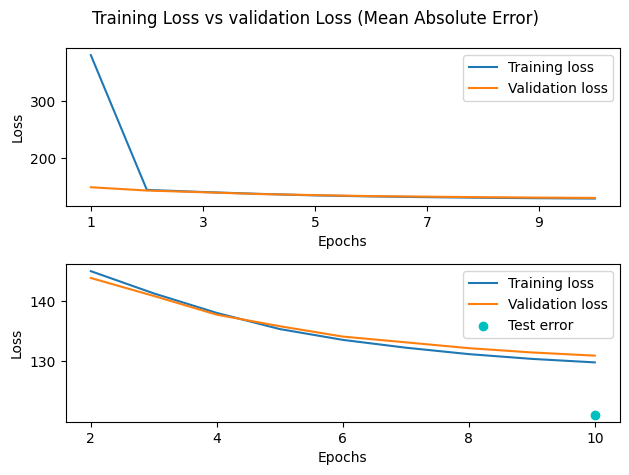 Training Loss vs validation Loss (Mean Absolute Error)
Training loss
Validation loss
300
200
Loss
1 3 5 7 9
Epochs
Training loss
Validation loss
Test error
140
130
Loss
2 4 6 8 10
Epochs